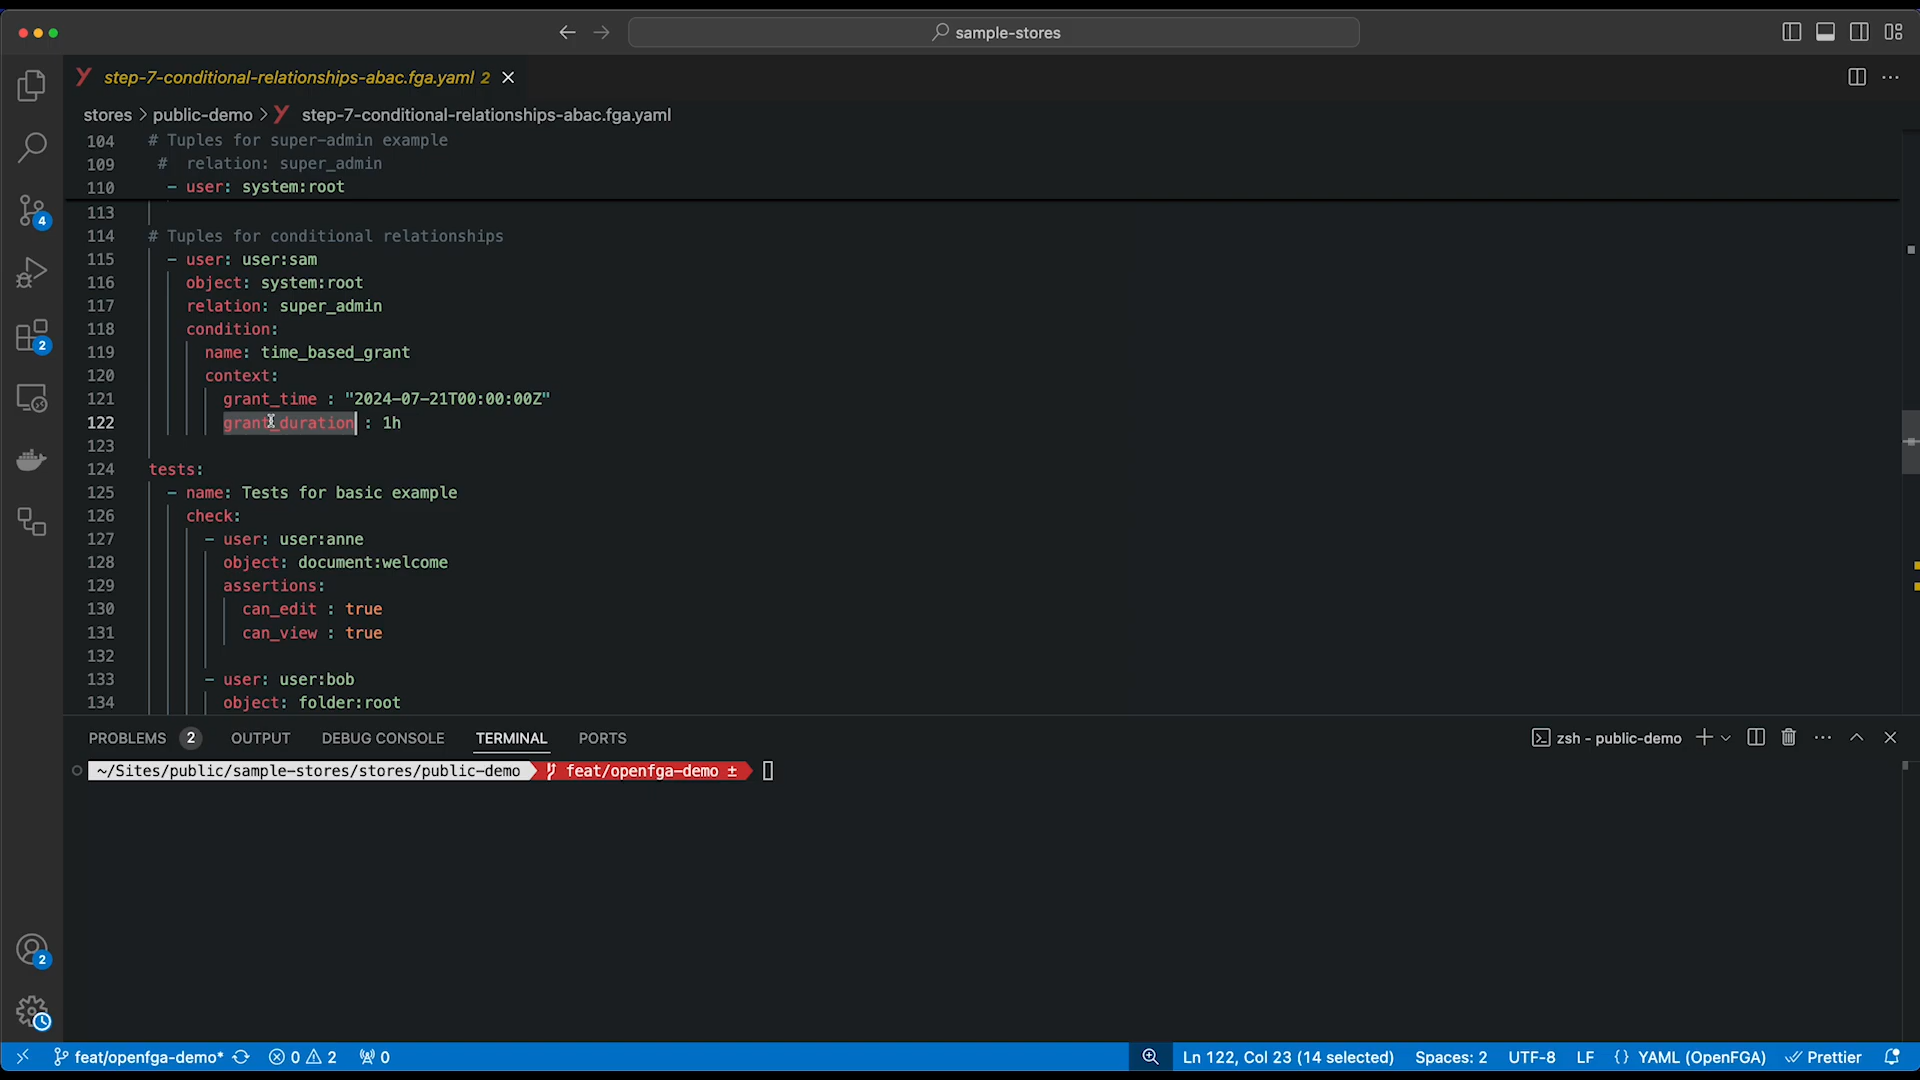 sample-stores
step-7-conditional-relationships-abac.fga.yaml 2
stores > public-demo > step-7-conditional-relationships-abac.fga.yaml
104 # Tuples for super-admin example
109 # relation: super_admin
110 - user: system:root
113
114 # Tuples for conditional relationships
115 - user: user:sam
116 object: system:root
117 relation: super_admin
118 condition:
119 name: time_based_grant
120 context:
121 grant_time : "2024-07-21T00:00:00Z"
122 grant_duration : 1h
123
124 tests:
125 - name: Tests for basic example
126 check:
127 - user: user:anne
128 object: document:welcome
129 assertions:
130 can_edit : true
131 can_view : true
132
133 - user: user:bob
134 object: folder:root
4
2
2
PROBLEMS 2 OUTPUT DEBUG CONSOLE TERMINAL PORTS zsh - public-demo
~/Sites/public/sample-stores/stores/public-demo feat/openfga-demo ±
feat/openfga-demo* 0 2 0 Ln 122, Col 23 (14 selected) Spaces: 2 UTF-8 LF {} YAML (OpenFGA) Prettier